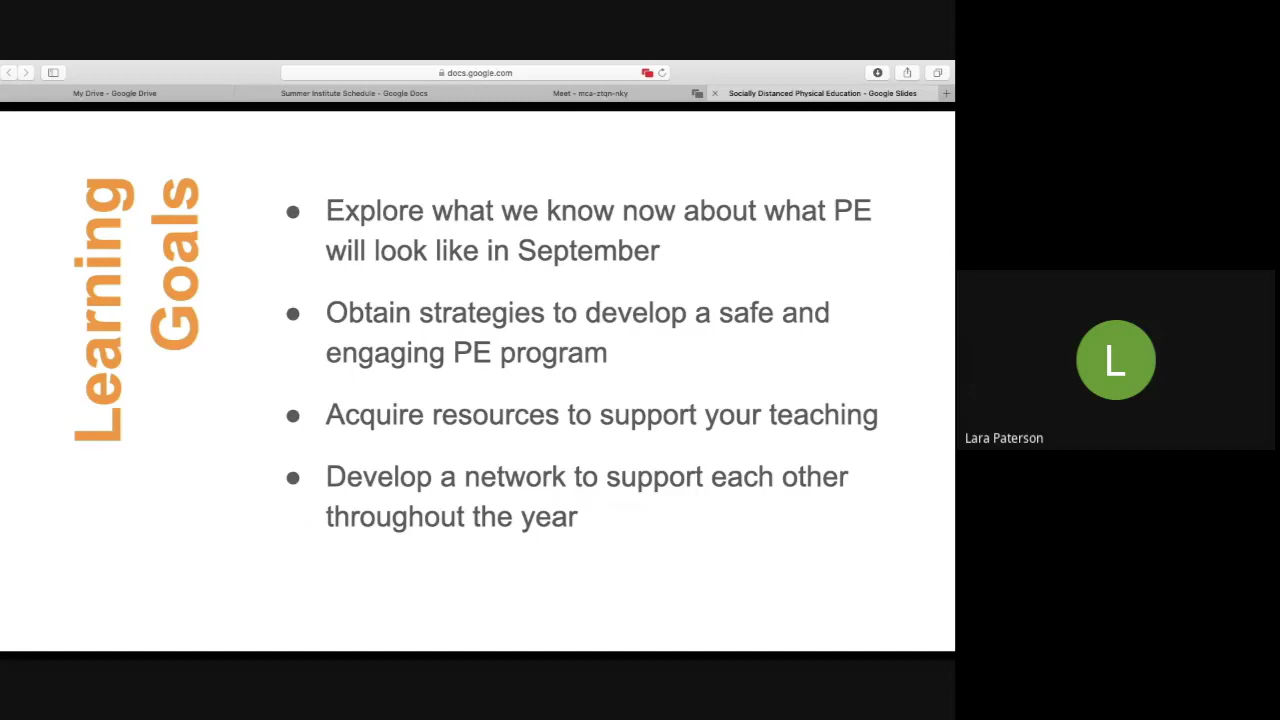 docs.google.com
My Drive - Google Drive
Summer Institute Schedule - Google Docs
Meet - mca-ztqn-nky
Socially Distanced Physical Education - Google Slides
Learning
Goals
● Explore what we know now about what PE
will look like in September
● Obtain strategies to develop a safe and
engaging PE program
● Acquire resources to support your teaching
● Develop a network to support each other
throughout the year
L
Lara Paterson